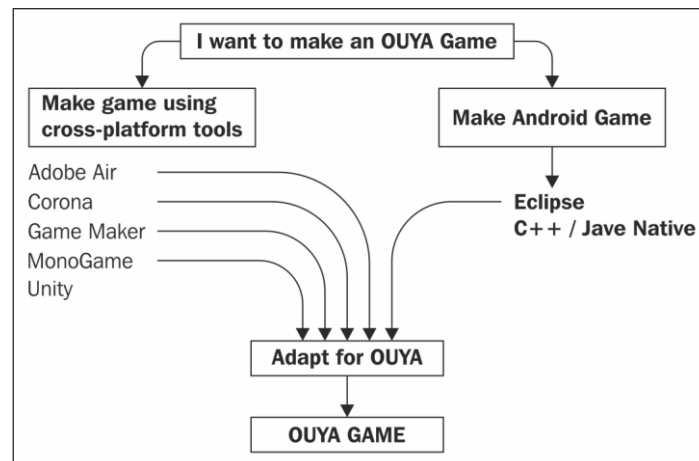 I want to make an OUYA Game
Make game using
cross-platform tools
Make Android Game
Adobe Air
Corona
Game Maker
MonoGame
Unity
Eclipse
C++ / Jave Native
Adapt for OUYA
OUYA GAME